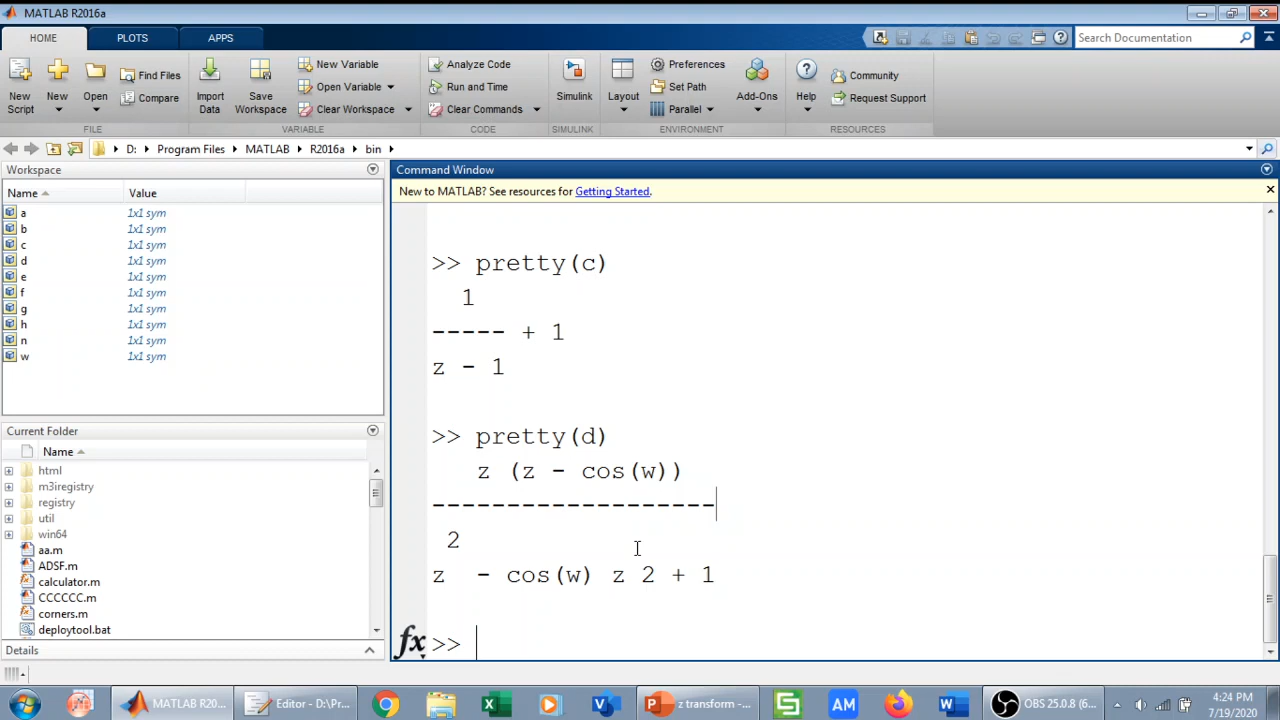 MATLAB R2016a
HOME PLOTS APPS Search Documentation
New Script New Open Find Files Compare Import Data Save Workspace New Variable Open Variable Clear Workspace Analyze Code Run and Time Clear Commands Simulink Layout Preferences Set Path Parallel Add-Ons Help Community Request Support
FILE VARIABLE CODE SIMULINK ENVIRONMENT RESOURCES
D: Program Files MATLAB R2016a bin
Workspace
Name Value
a 1x1 sym
b 1x1 sym
c 1x1 sym
d 1x1 sym
e 1x1 sym
f 1x1 sym
g 1x1 sym
h 1x1 sym
n 1x1 sym
w 1x1 sym
Current Folder
Name
html
m3iregistry
registry
util
win64
aa.m
ADSF.m
calculator.m
CCCCCC.m
corners.m
deploytool.bat
Details
Command Window
New to MATLAB? See resources for Getting Started.
>> pretty(c)
1
----- + 1
z - 1
>> pretty(d)
z (z - cos(w))
-------------------
2
z - cos(w) z 2 + 1
fx >>
MATLAB R20... Editor - D:\Pr... z transform -... AM OBS 25.0.8 (6... 4:24 PM
7/19/2020